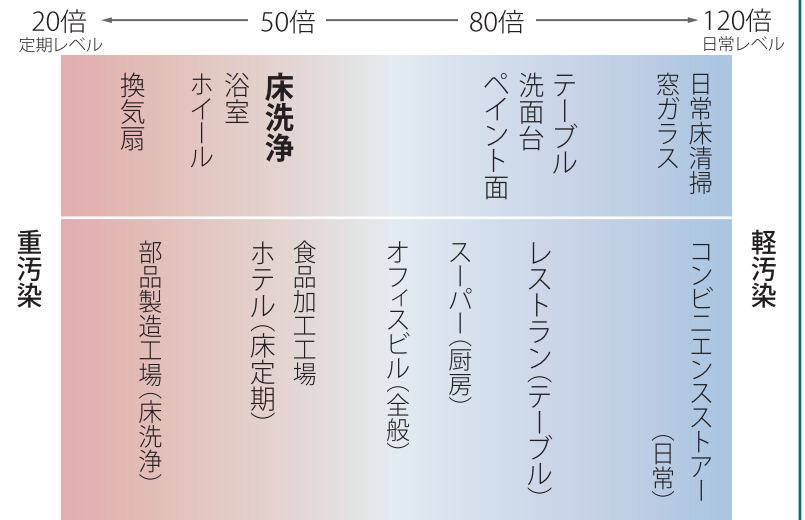 20倍
定期レベル
50倍
80倍
120倍
日常レベル
換気扇
ホイール
浴室
床洗浄
ペイント面
洗面台
テーブル
窓ガラス
日常床清掃
重汚染
軽汚染
部品製造工場(床洗浄)
ホテル(床定期)
食品加工工場
オフィスビル(全般)
スーパー(厨房)
レストラン(テーブル)
コンビニエンスストアー
(日常)